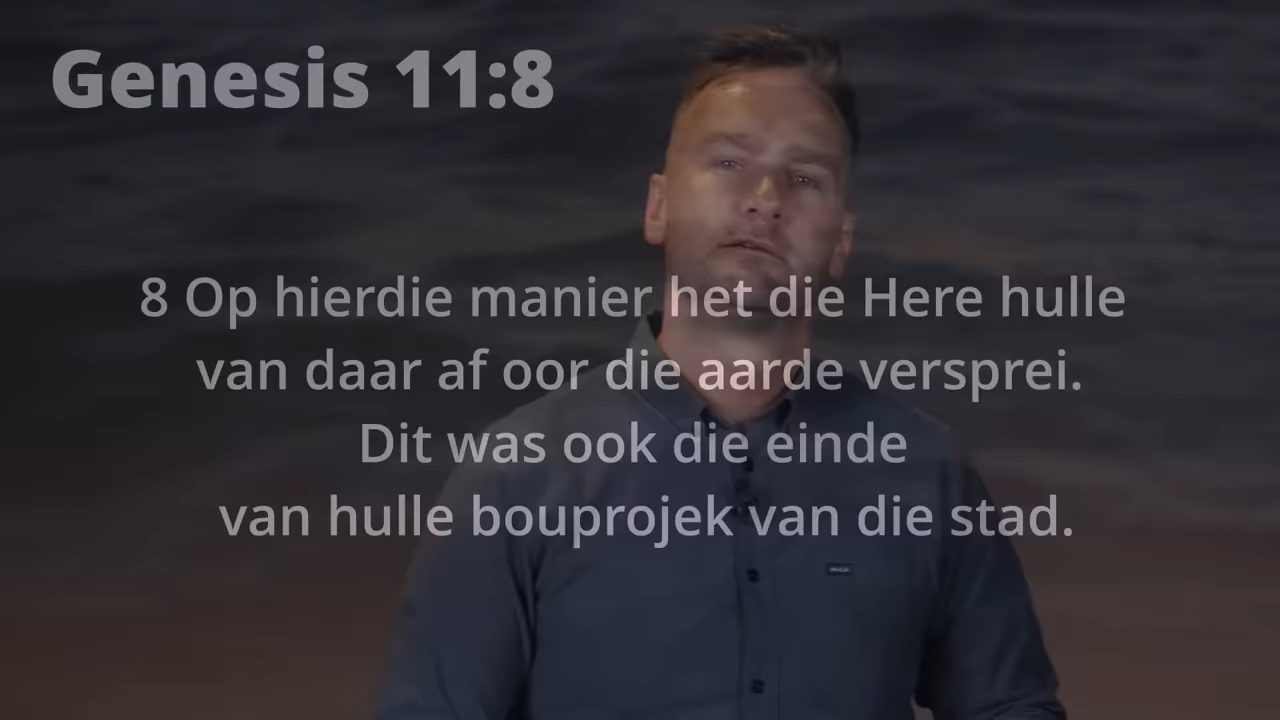 Genesis 11:8
8 Op hierdie manier het die Here hulle
van daar af oor die aarde versprei.
Dit was ook die einde
van hulle bouprojek van die stad.